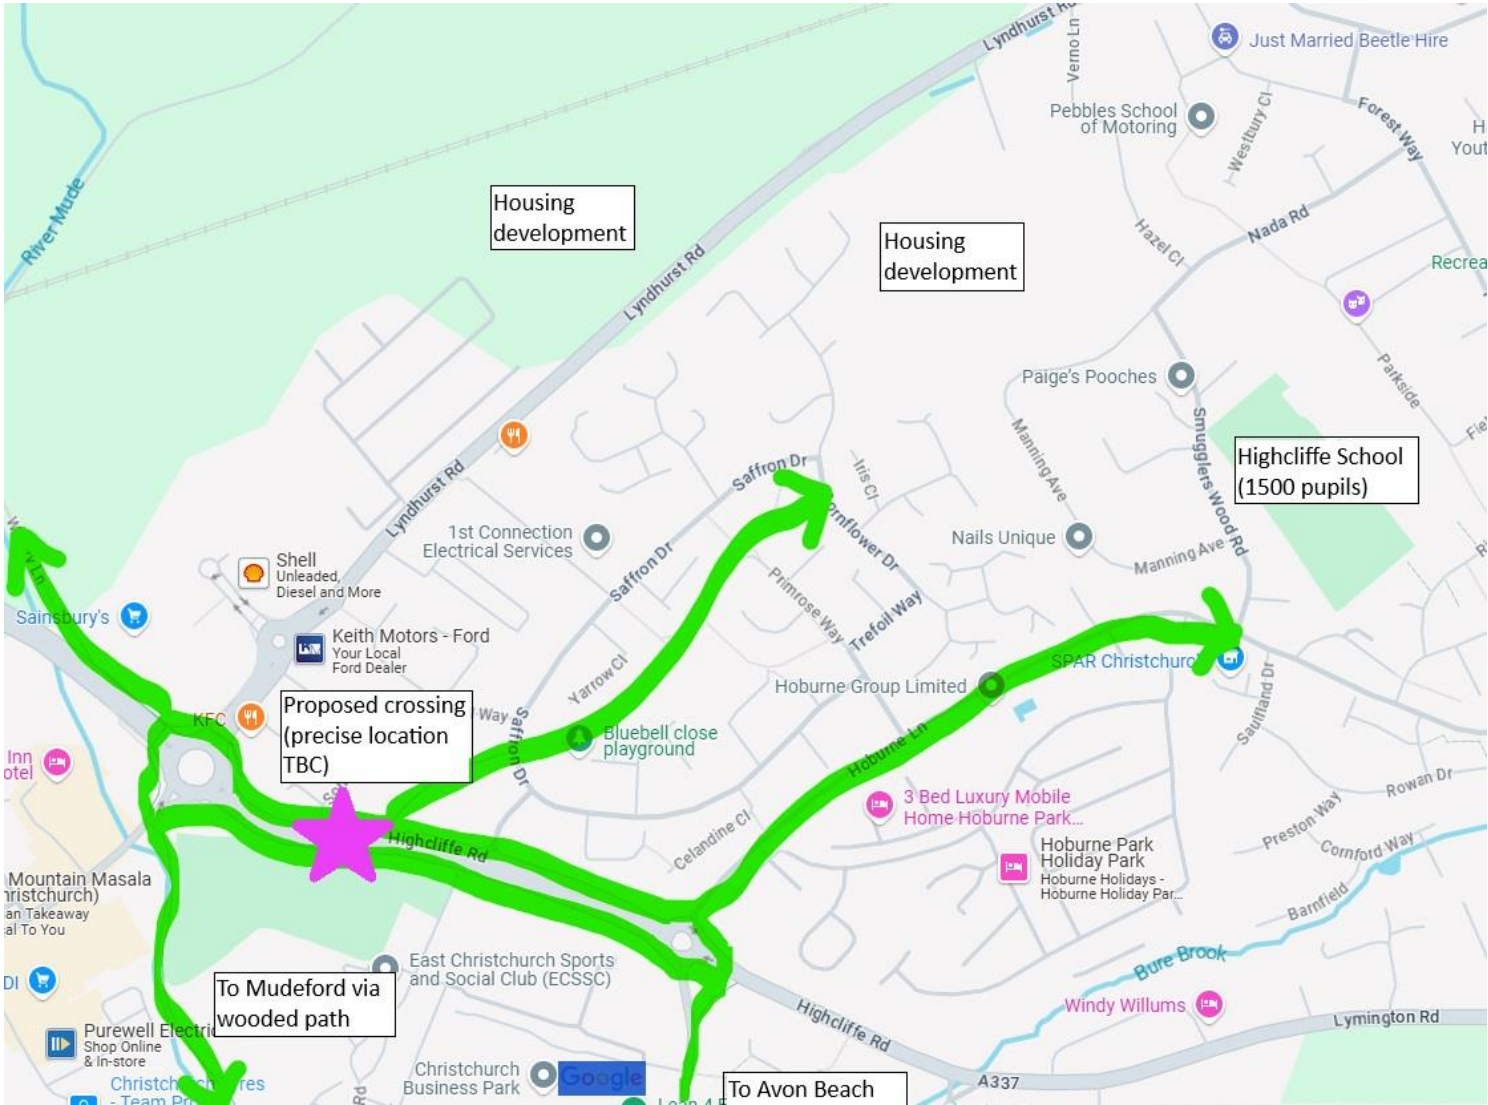 Lyndhurst Rd
Verno Ln
Just Married Beetle Hire
Pebbles School
of Motoring
Westbury Cl
Forest Way
River Mude
Housing
development
Housing
development
Hazel Cl
Nada Rd
Lyndhurst Rd
Paige's Pooches
Parkside
Manning Ave
Smugglers Wood Rd
Highcliffe School
(1500 pupils)
Saffron Dr
Iris Cl
Lyndhurst Rd
1st Connection
Electrical Services
Saffron Dr
ornflower Dr
Nails Unique
Manning Ave
Shell
Unleaded,
Diesel and More
Primrose Way
Trefoil Way
Sainsbury's
Keith Motors - Ford
Your Local
Ford Dealer
SPAR Christchurc
Yarrow Cl
Hoburne Group Limited
Saulfland Dr
KFC
Proposed crossing
(precise location
TBC)
Way
Saffron Dr
Bluebell close
playground
Hoburne Ln
Inn
otel
Rowan Dr
3 Bed Luxury Mobile
Home Hoburne Park...
Preston Way
Highcliffe Rd
Celandine Cl
Hoburne Park
Holiday Park
Hoburne Holidays -
Hoburne Holiday Par...
Cornford Way
Mountain Masala
hristchurch)
an Takeaway
cal To You
Barnfield
DI
East Christchurch Sports
and Social Club (ECSSC)
Bure Brook
To Mudeford via
wooded path
Windy Willums
Highcliffe Rd
Lymington Rd
Purewell Electric
Shop Online
& In-store
Christchurch
Business Park
Google
To Avon Beach
A337
Rd